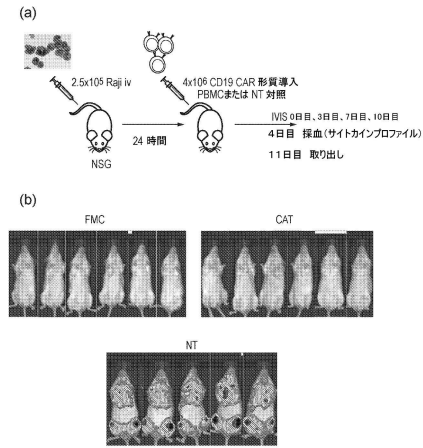 (a)
2.5x10⁵ Raji iv
4x10⁶ CD19 CAR 形質導入
PBMCまたは NT 対照
NSG
24 時間
IVIS 0日目、3日目、7日目、10日目
4日目 採血(サイトカインプロファイル)
11日目 取り出し
(b)
FMC
CAT
NT